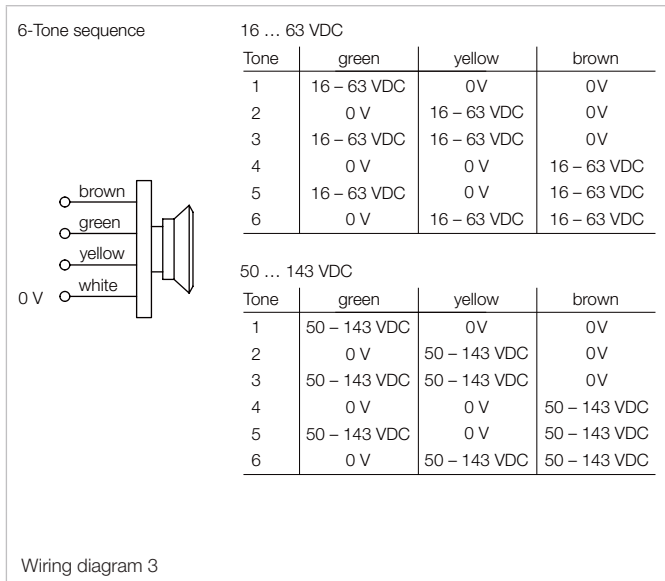 6-Tone sequence
16 … 63 VDC
Tone green yellow brown
1 16 – 63 VDC 0V 0V
2 0 V 16 – 63 VDC 0V
3 16 – 63 VDC 16 – 63 VDC 0V
4 0 V 0 V 16 – 63 VDC
5 16 – 63 VDC 0 V 16 – 63 VDC
6 0 V 16 – 63 VDC 16 – 63 VDC
brown
green
yellow
white
0 V
50 … 143 VDC
Tone green yellow brown
1 50 – 143 VDC 0V 0V
2 0 V 50 – 143 VDC 0V
3 50 – 143 VDC 50 – 143 VDC 0V
4 0 V 0 V 50 – 143 VDC
5 50 – 143 VDC 0 V 50 – 143 VDC
6 0 V 50 – 143 VDC 50 – 143 VDC
Wiring diagram 3